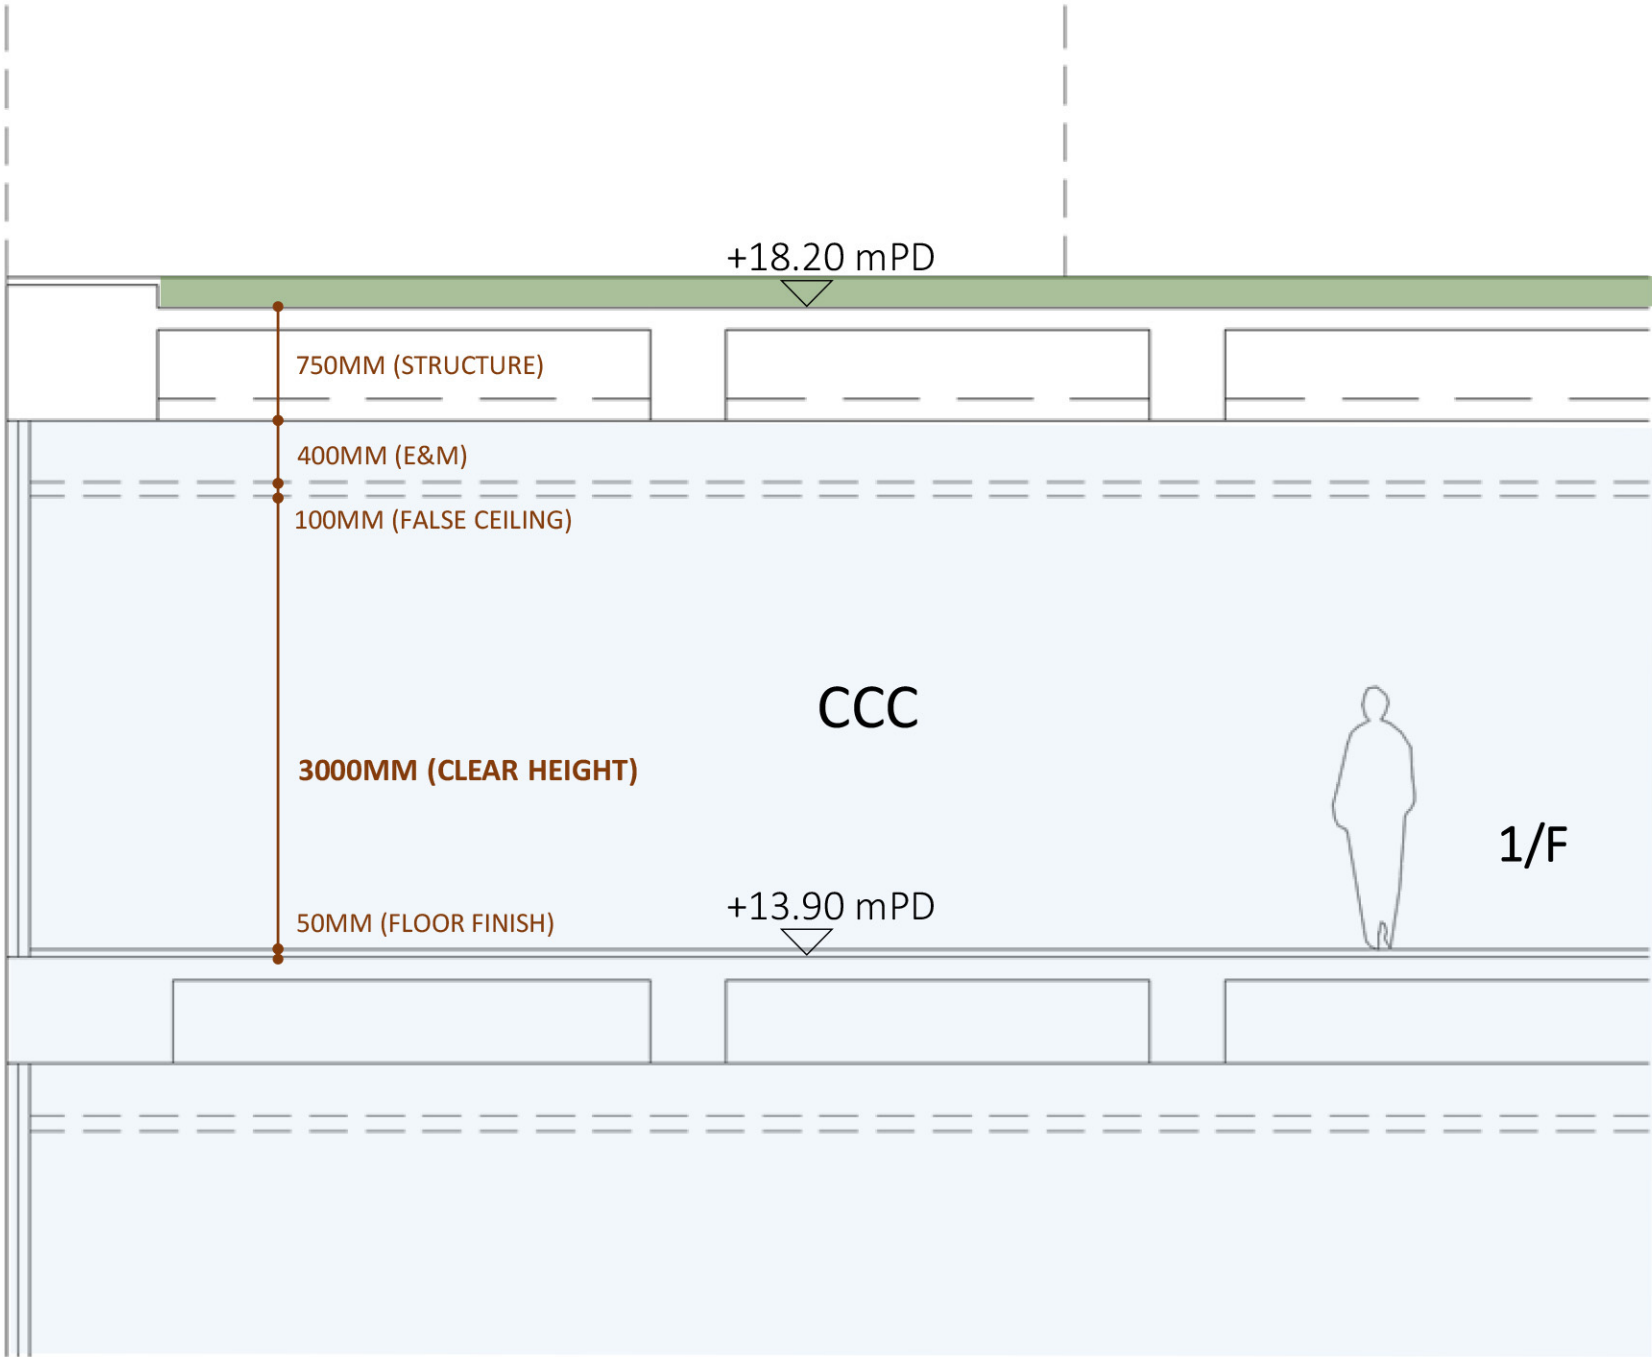 +18.20 mPD
750MM (STRUCTURE)
400MM (E&M)
100MM (FALSE CEILING)
CCC
3000MM (CLEAR HEIGHT)
1/F
+13.90 mPD
50MM (FLOOR FINISH)